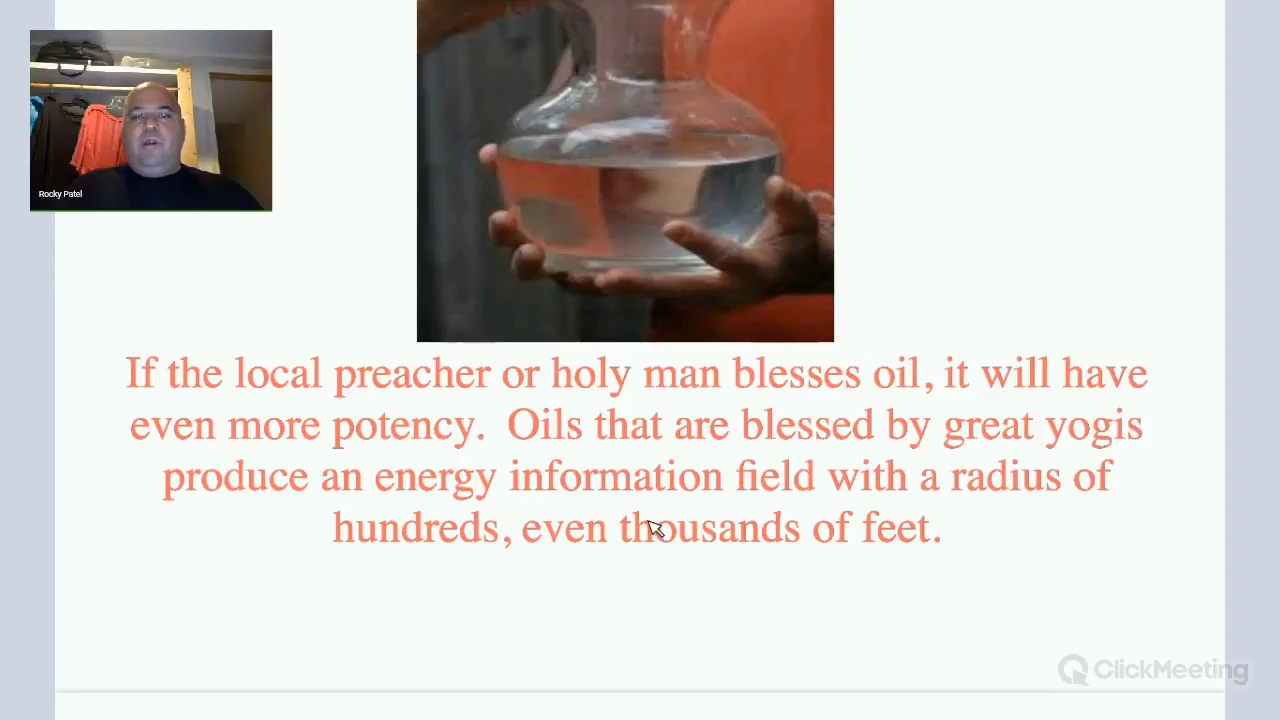 Rocky Patel
If the local preacher or holy man blesses oil, it will have
even more potency.  Oils that are blessed by great yogis
produce an energy information field with a radius of
hundreds, even thousands of feet.
ClickMeeting